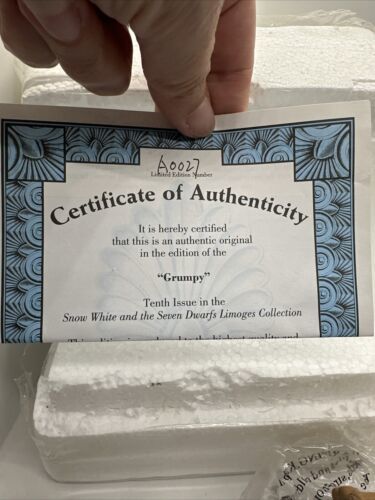 A0027
Limited Edition Number
Certificate of Authenticity
It is hereby certified
that this is an authentic original
in the edition of the
“Grumpy”
Tenth Issue in the
Snow White and the Seven Dwarfs Limoges Collection